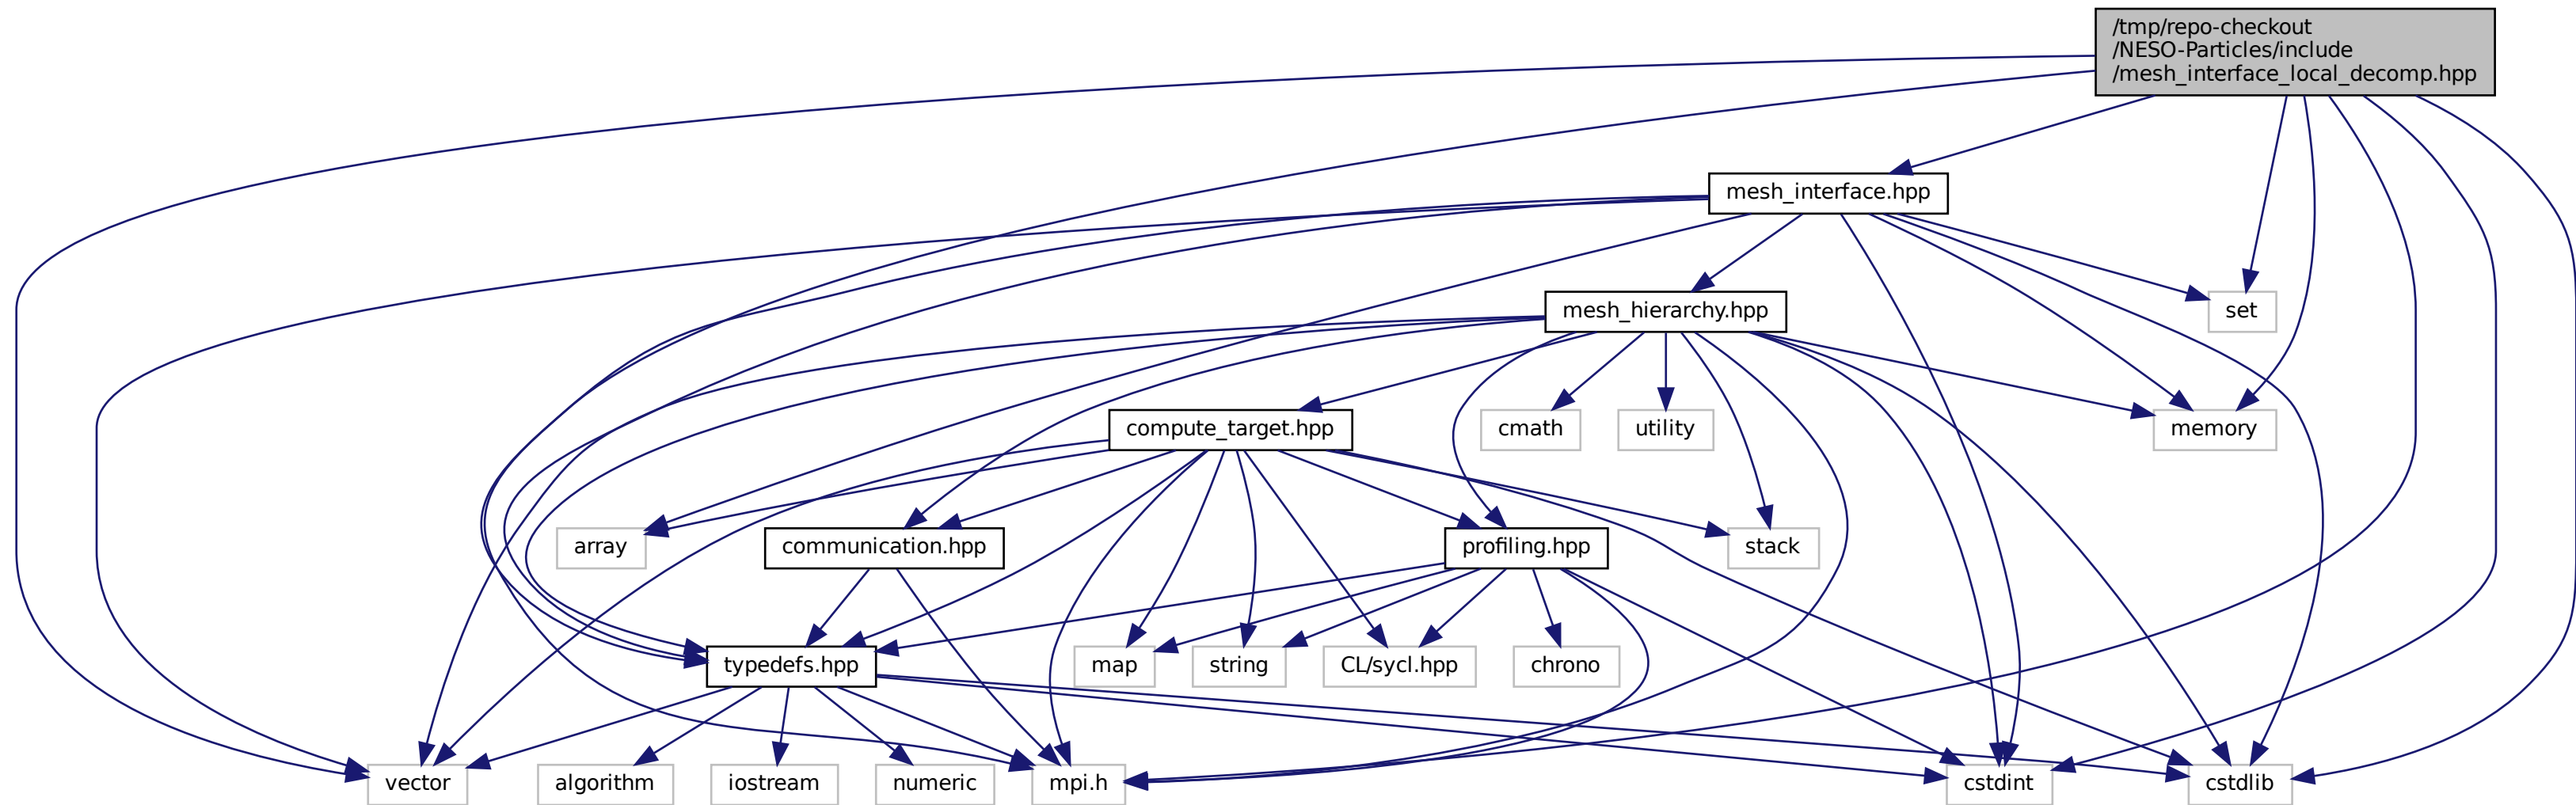 /tmp/repo-checkout
/NESO-Particles/include
/mesh_interface_local_decomp.hpp
mesh_interface.hpp
mesh_hierarchy.hpp
set
compute_target.hpp
cmath
utility
memory
array
communication.hpp
profiling.hpp
stack
typedefs.hpp
map
string
CL/sycl.hpp
chrono
vector
algorithm
iostream
numeric
mpi.h
cstdint
cstdlib